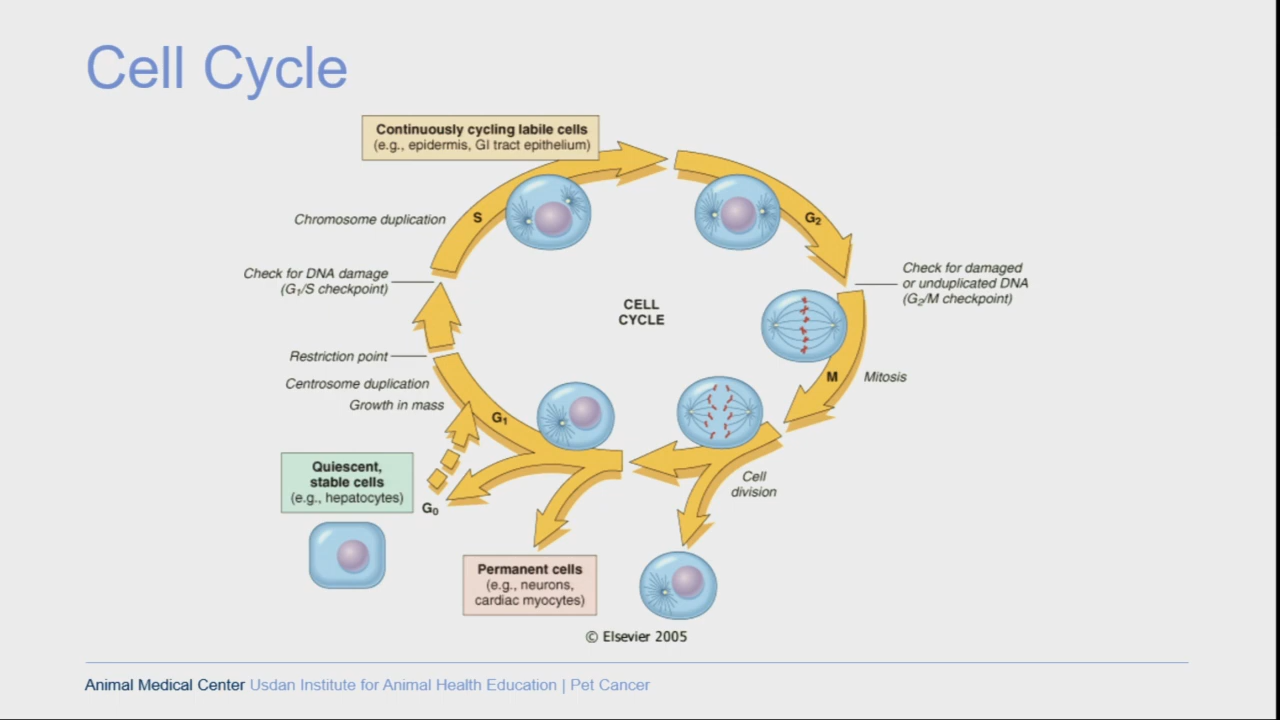 Cell Cycle
Continuously cycling labile cells
(e.g., epidermis, GI tract epithelium)
Chromosome duplication
S
G₂
Check for DNA damage
(G₁/S checkpoint)
Check for damaged
or unduplicated DNA
(G₂/M checkpoint)
CELL
CYCLE
Restriction point
Centrosome duplication
Growth in mass
M
Mitosis
G₁
Quiescent,
stable cells
(e.g., hepatocytes)
G₀
Cell
division
Permanent cells
(e.g., neurons,
cardiac myocytes)
© Elsevier 2005
Animal Medical Center Usdan Institute for Animal Health Education | Pet Cancer